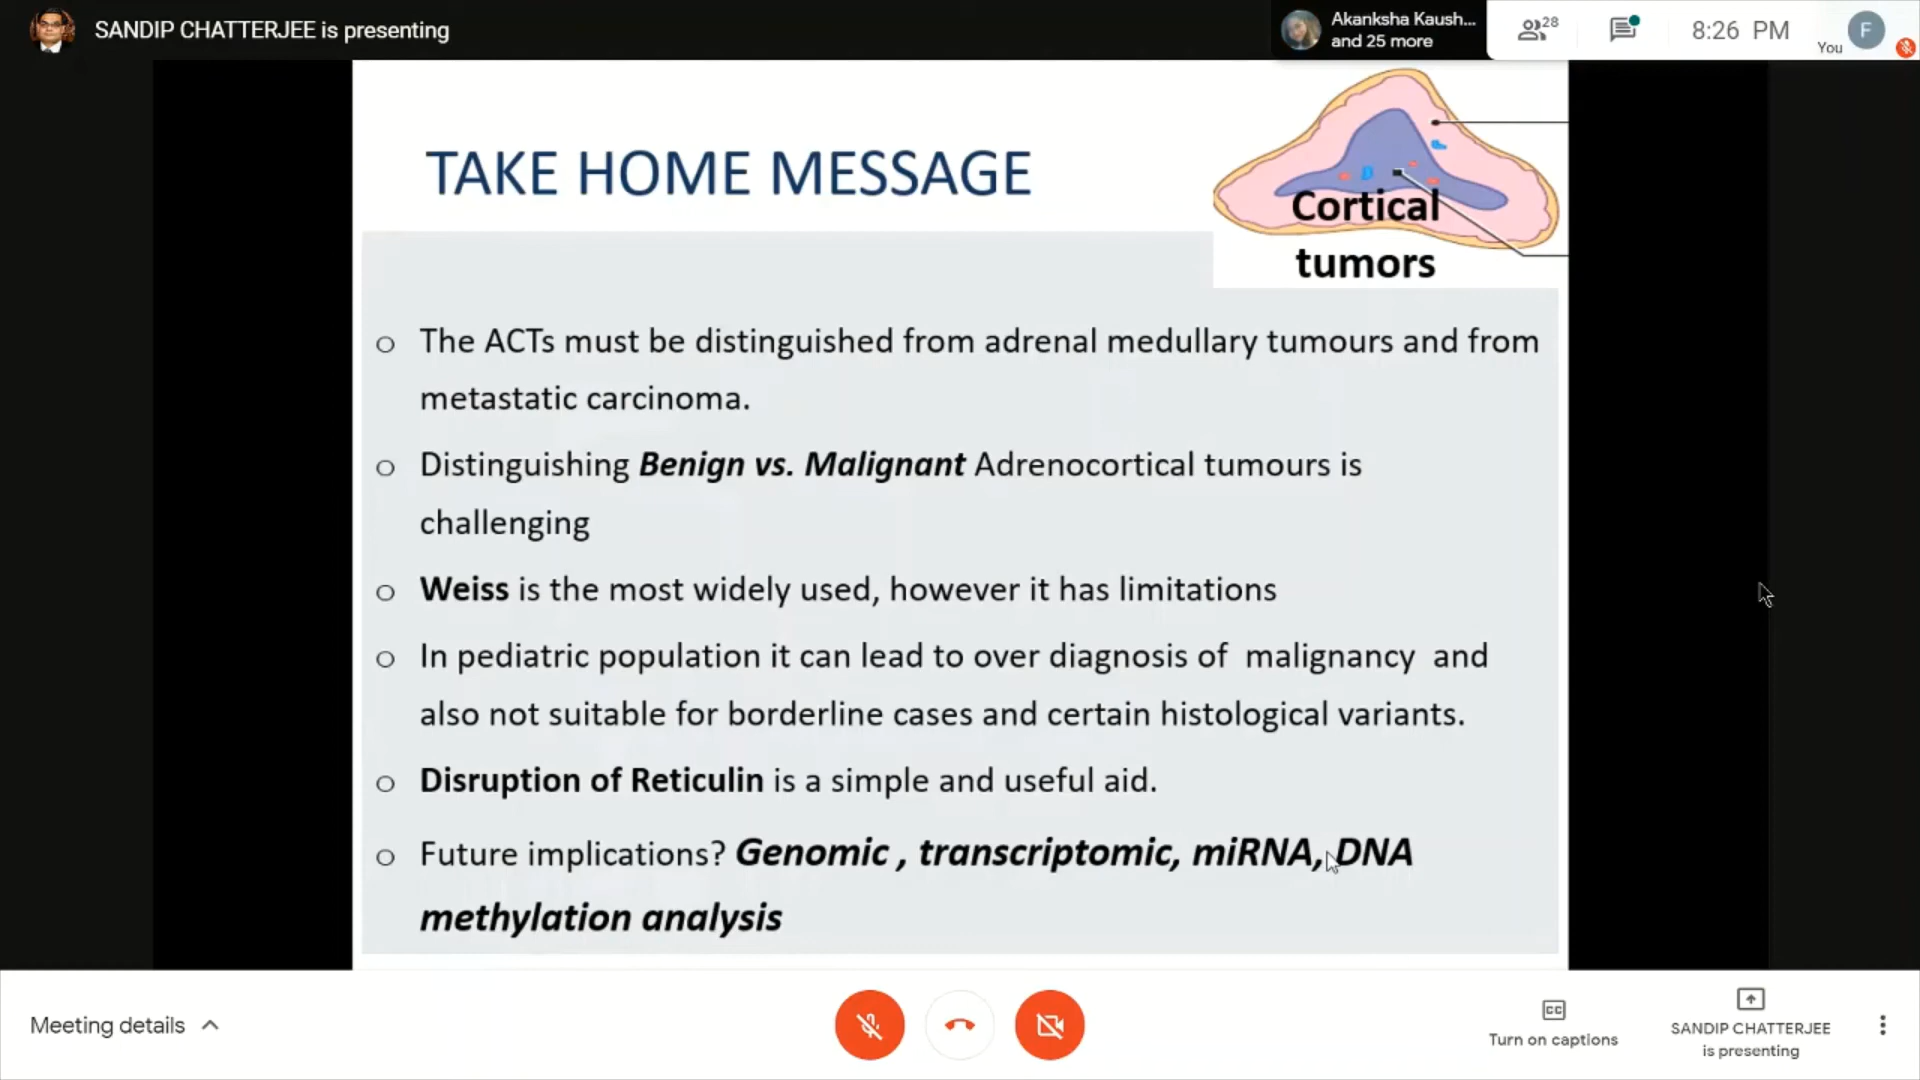 SANDIP CHATTERJEE is presenting
Akanksha Kaush...
and 25 more
28
8:26 PM
You
F
TAKE HOME MESSAGE
Cortical
tumors
o The ACTs must be distinguished from adrenal medullary tumours and from
metastatic carcinoma.
o Distinguishing Benign vs. Malignant Adrenocortical tumours is
challenging
o Weiss is the most widely used, however it has limitations
o In pediatric population it can lead to over diagnosis of malignancy and
also not suitable for borderline cases and certain histological variants.
o Disruption of Reticulin is a simple and useful aid.
o Future implications? Genomic , transcriptomic, miRNA, DNA
methylation analysis
Meeting details
CC
Turn on captions
SANDIP CHATTERJEE
is presenting